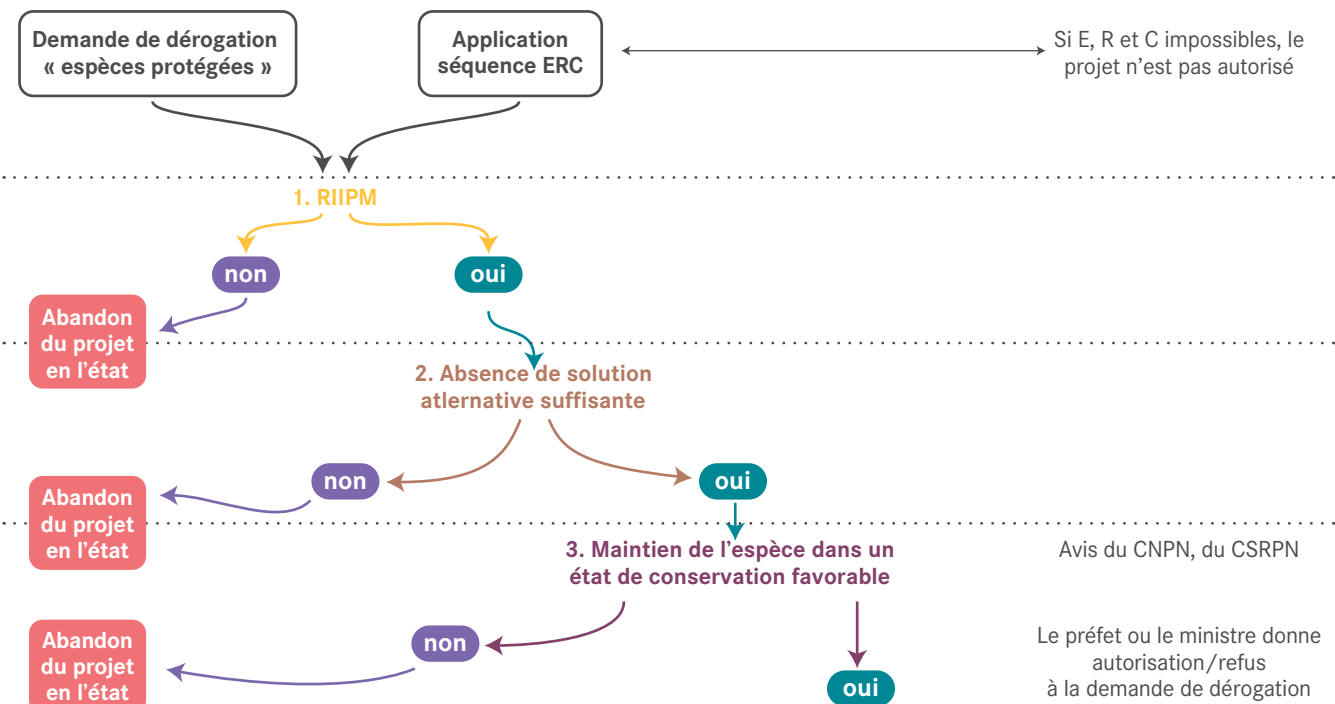 Demande de dérogation
« espèces protégées »
Application
séquence ERC
Si E, R et C impossibles, le
projet n'est pas autorisé
1. RIIPM
non
oui
Abandon
du projet
en l'état
2. Absence de solution
atlernative suffisante
non
oui
Abandon
du projet
en l'état
3. Maintien de l'espèce dans un
état de conservation favorable
Avis du CNPN, du CSRPN
non
Abandon
du projet
en l'état
oui
Le préfet ou le ministre donne
autorisation/refus
à la demande de dérogation